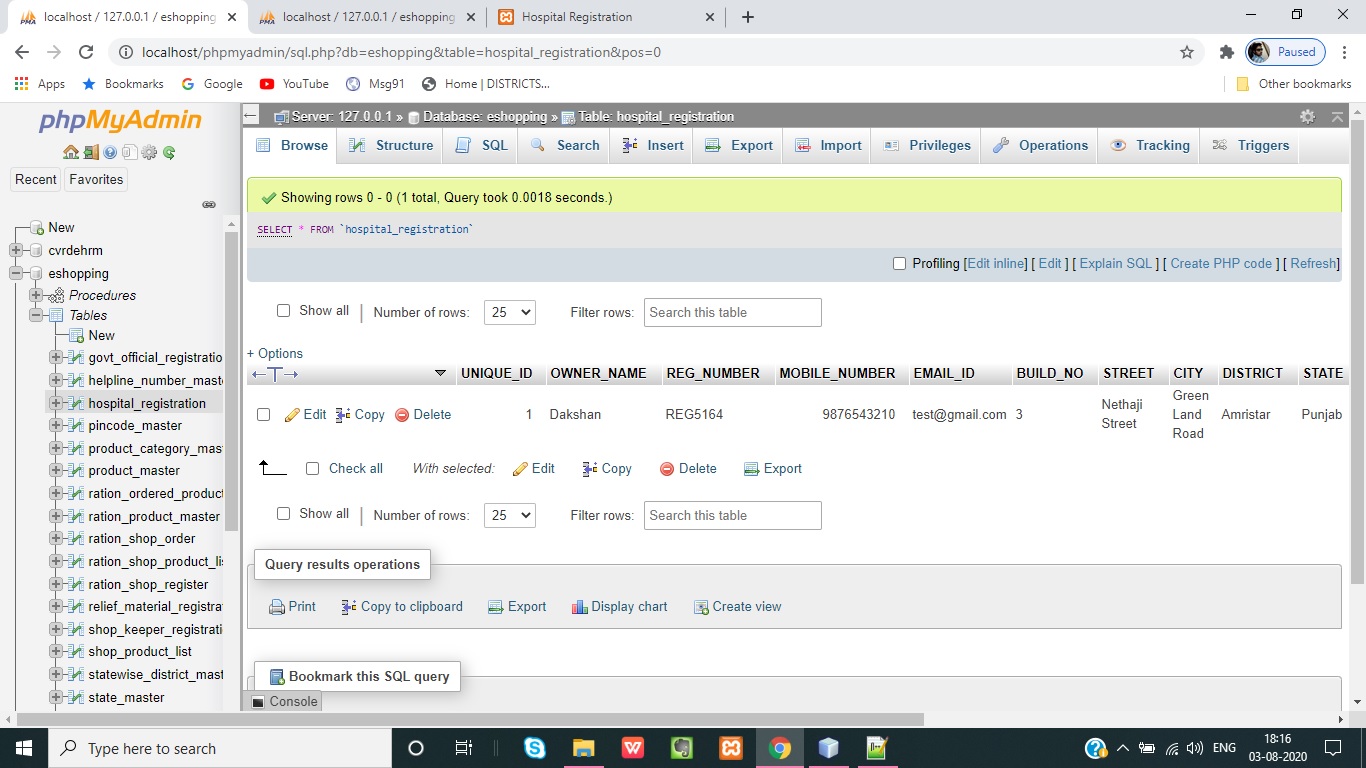 localhost / 127.0.0.1 / eshopping
localhost / 127.0.0.1 / eshopping
Hospital Registration
localhost/phpmyadmin/sql.php?db=eshopping&table=hospital_registration&pos=0
Paused
Apps Bookmarks Google YouTube Msg91 Home | DISTRICTS... Other bookmarks
phpMyAdmin
Recent Favorites
New
cvrdehrm
eshopping
Procedures
Tables
New
govt_official_registratio
helpline_number_mast
hospital_registration
pincode_master
product_category_mas
product_master
ration_ordered_product
ration_product_master
ration_shop_order
ration_shop_product_li
ration_shop_register
relief_material_registra
shop_keeper_registrati
shop_product_list
statewise_district_mast
state_master
Server: 127.0.0.1 » Database: eshopping » Table: hospital_registration
Browse Structure SQL Search Insert Export Import Privileges Operations Tracking Triggers
Showing rows 0 - 0 (1 total, Query took 0.0018 seconds.)
SELECT * FROM `hospital_registration`
Profiling [Edit inline] [ Edit ] [ Explain SQL ] [ Create PHP code ] [ Refresh]
Show all | Number of rows: 25 Filter rows: Search this table
+ Options
←T→ UNIQUE_ID OWNER_NAME REG_NUMBER MOBILE_NUMBER EMAIL_ID BUILD_NO STREET CITY DISTRICT STATE
Edit Copy Delete 1 Dakshan REG5164 9876543210 test@gmail.com 3 Nethaji Street Green Land Road Amristar Punjab
Check all With selected: Edit Copy Delete Export
Show all | Number of rows: 25 Filter rows: Search this table
Query results operations
Print Copy to clipboard Export Display chart Create view
Bookmark this SQL query
Console
Type here to search
ENG
18:16
03-08-2020